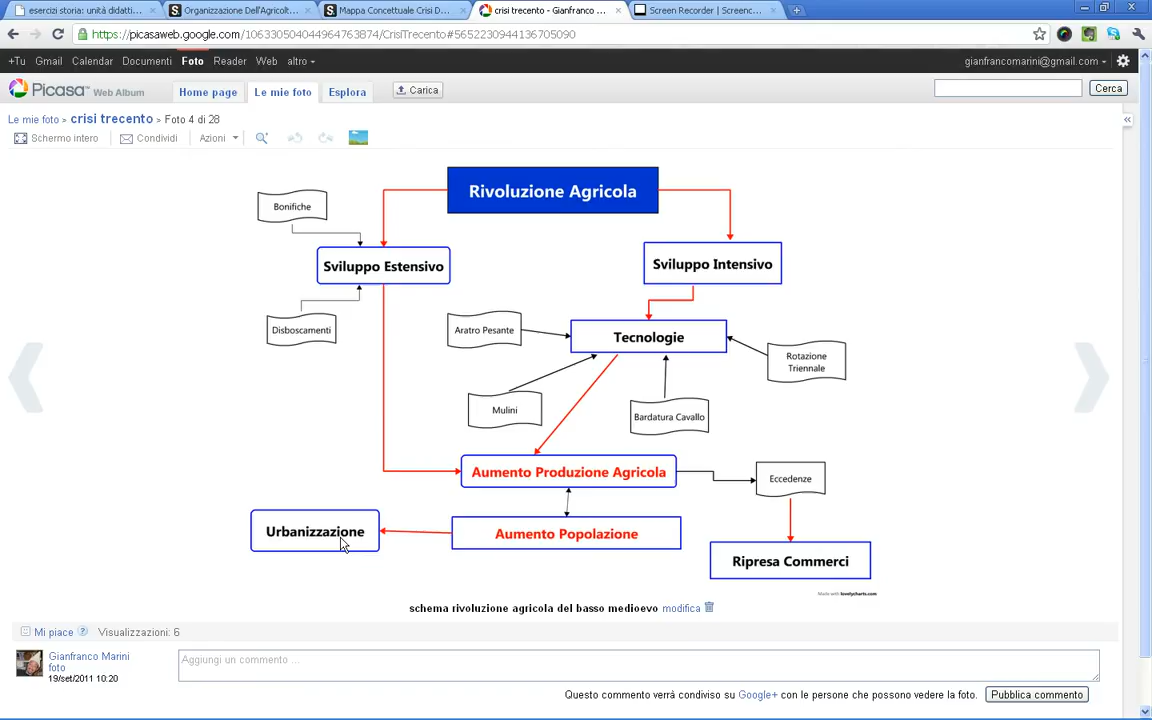 esercizi storia: unità didatti...
Organizzazione Dell'Agricolt...
Mappa Concettuale Crisi D...
crisi trecento - Gianfranco ...
Screen Recorder | Screenc...
https://picasaweb.google.com/106330504044964763874/CrisiTrecento#5652230944136705090
+Tu Gmail Calendar Documenti Foto Reader Web altro
gianfrancomarini@gmail.com
Picasa Web Album
Home page
Le mie foto
Esplora
Carica
Cerca
Le mie foto > crisi trecento > Foto 4 di 28
Schermo intero
Condividi
Azioni
Rivoluzione Agricola
Bonifiche
Sviluppo Estensivo
Sviluppo Intensivo
Disboscamenti
Aratro Pesante
Tecnologie
Rotazione
Triennale
Mulini
Bardatura Cavallo
Aumento Produzione Agricola
Eccedenze
Urbanizzazione
Aumento Popolazione
Ripresa Commerci
Made with lovelycharts.com
schema rivoluzione agricola del basso medioevo modifica
Mi piace ? Visualizzazioni: 6
Gianfranco Marini
foto
19/set/2011 10:20
Aggiungi un commento ...
Questo commento verrà condiviso su Google+ con le persone che possono vedere la foto.
Pubblica commento